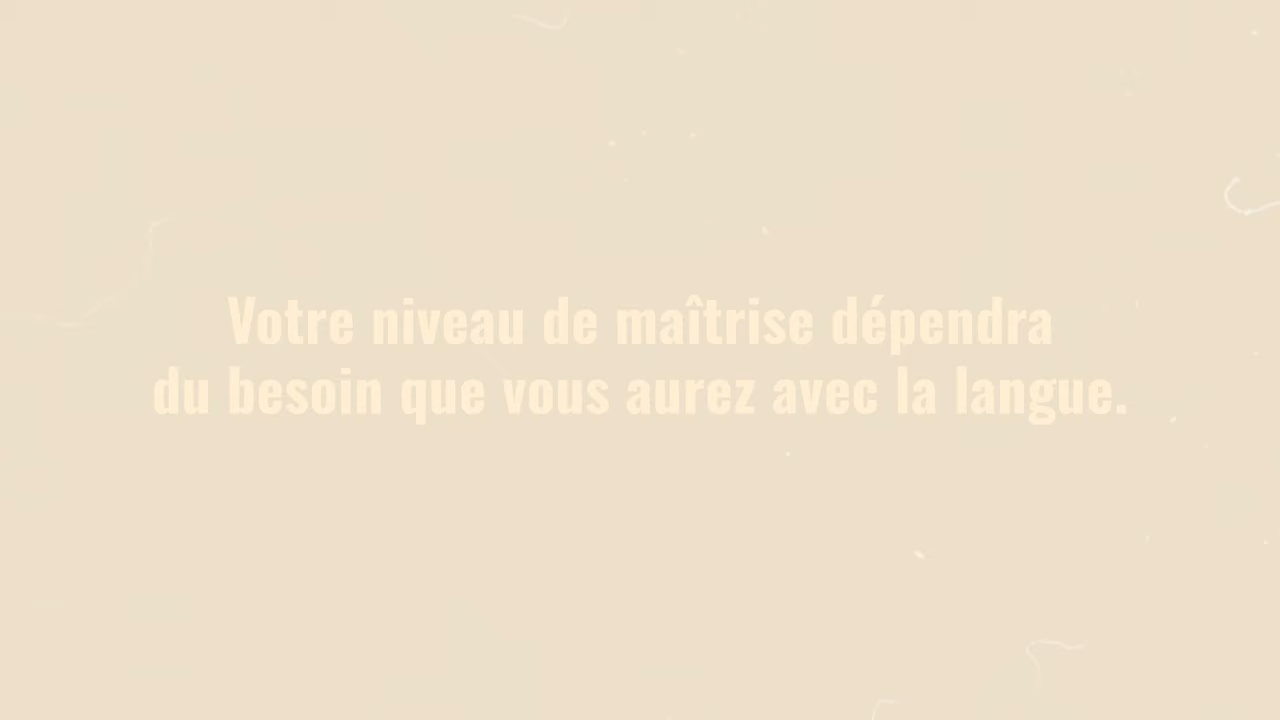 Votre niveau de maîtrise dépendra
du besoin que vous aurez avec la langue.